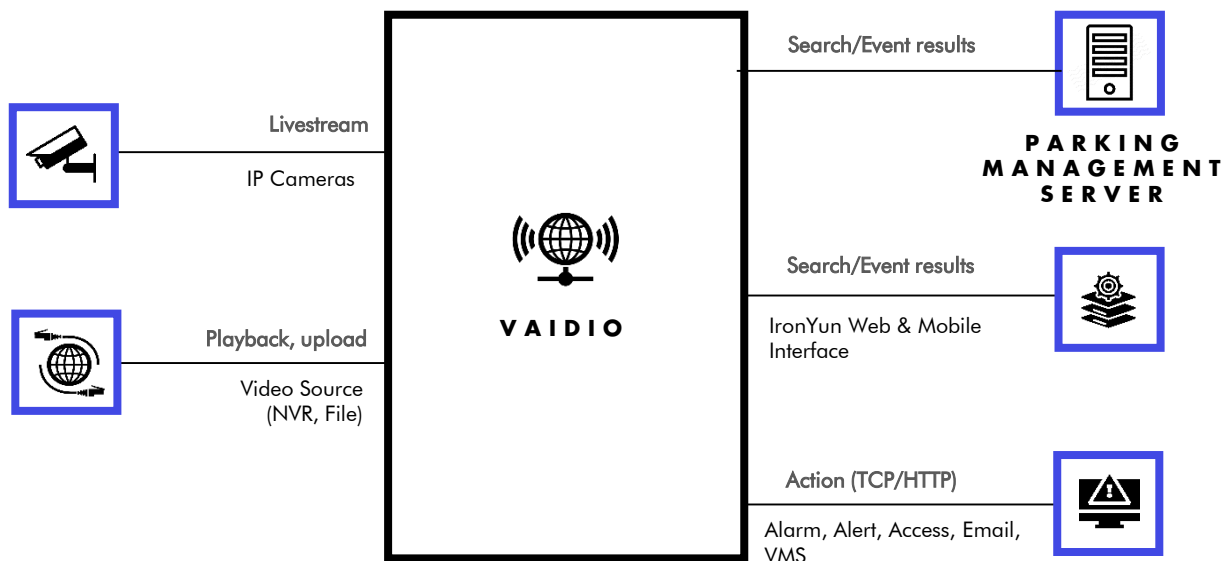 Search/Event results
PARKING
MANAGEMENT
SERVER
Livestream
IP Cameras
Search/Event results
IronYun Web & Mobile
Interface
VAIDIO
Playback, upload
Video Source
(NVR, File)
Action (TCP/HTTP)
Alarm, Alert, Access, Email,
VMS